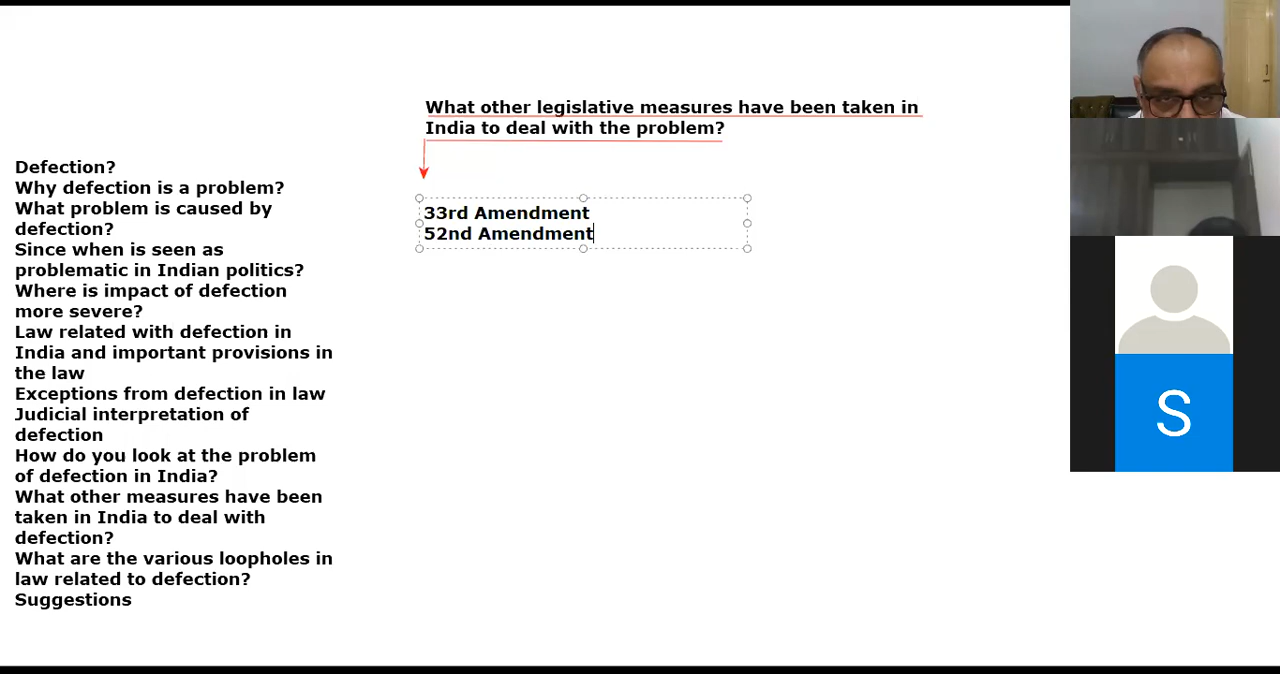 What other legislative measures have been taken in
India to deal with the problem?
Defection?
Why defection is a problem?
What problem is caused by
defection?
Since when is seen as
problematic in Indian politics?
Where is impact of defection
more severe?
Law related with defection in
India and important provisions in
the law
Exceptions from defection in law
Judicial interpretation of
defection
How do you look at the problem
of defection in India?
What other measures have been
taken in India to deal with
defection?
What are the various loopholes in
law related to defection?
Suggestions
33rd Amendment
52nd Amendment
S